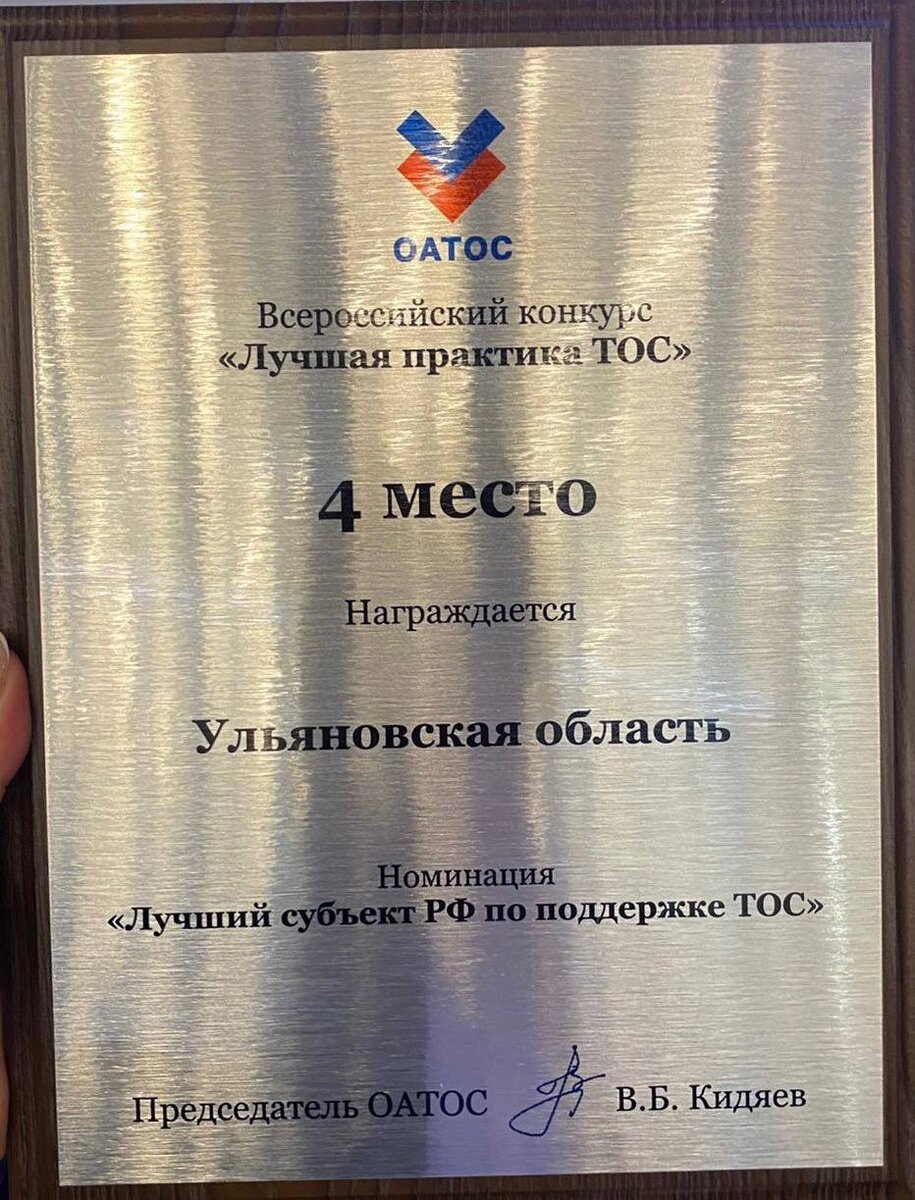 ОАТОС
Всероссийский конкурс
«Лучшая практика ТОС»
4 место
Награждается
Ульяновская область
Номинация
«Лучший субъект РФ по поддержке ТОС»
Председатель ОАТОС В.Б. Кидяев